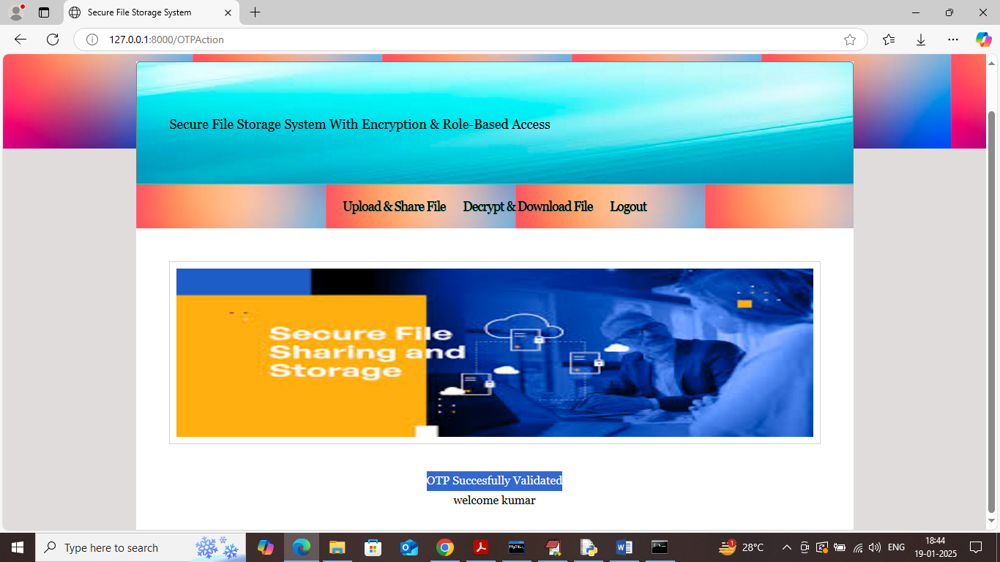 Secure File Storage System
127.0.0.1:8000/OTPAction
Secure File Storage System With Encryption & Role-Based Access
Upload & Share File Decrypt & Download File Logout
Secure File
Sharing and
Storage
OTP Succesfully Validated
welcome kumar
Type here to search
1
28°C
ENG
18:44
19-01-2025